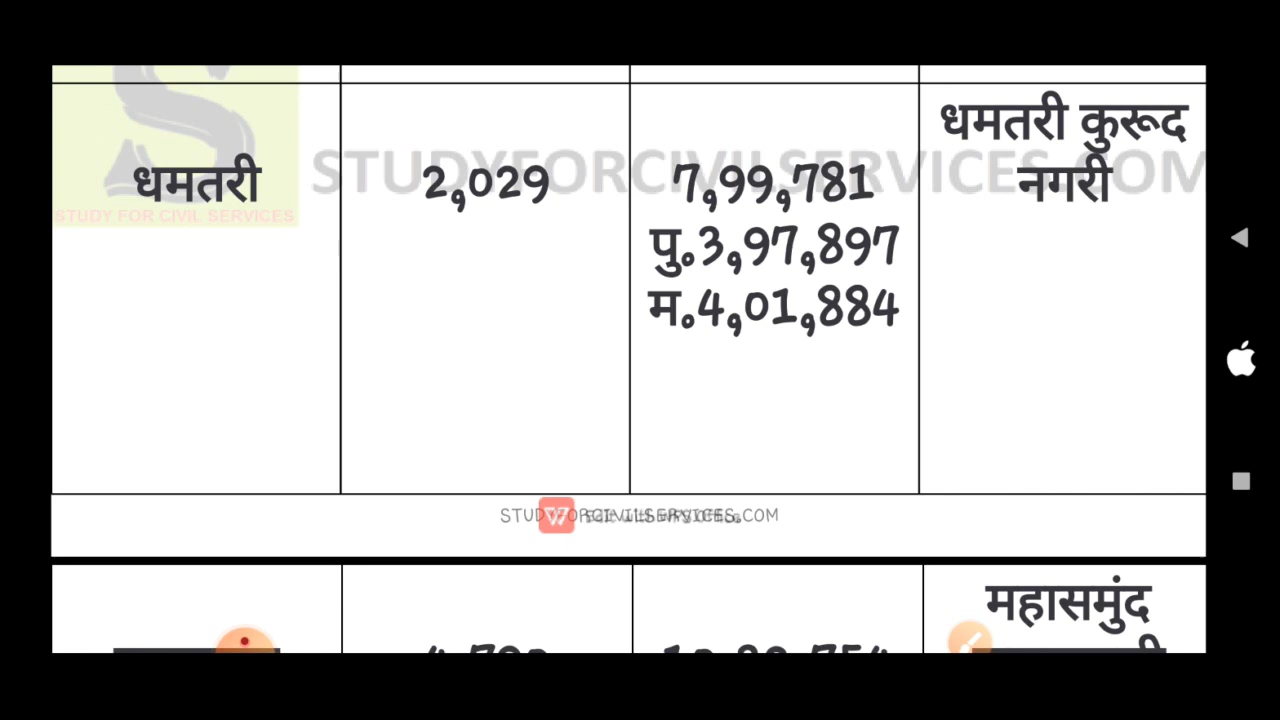 धमतरी कुरूद
STUDYFORCIVILSERVICES.COM
धमतरी 2,029 7,99,781 नगरी
STUDY FOR CIVIL SERVICES
पु.3,97,897
म.4,01,884
STUDYFORCIVILSERVICES.COM
महासमुंद